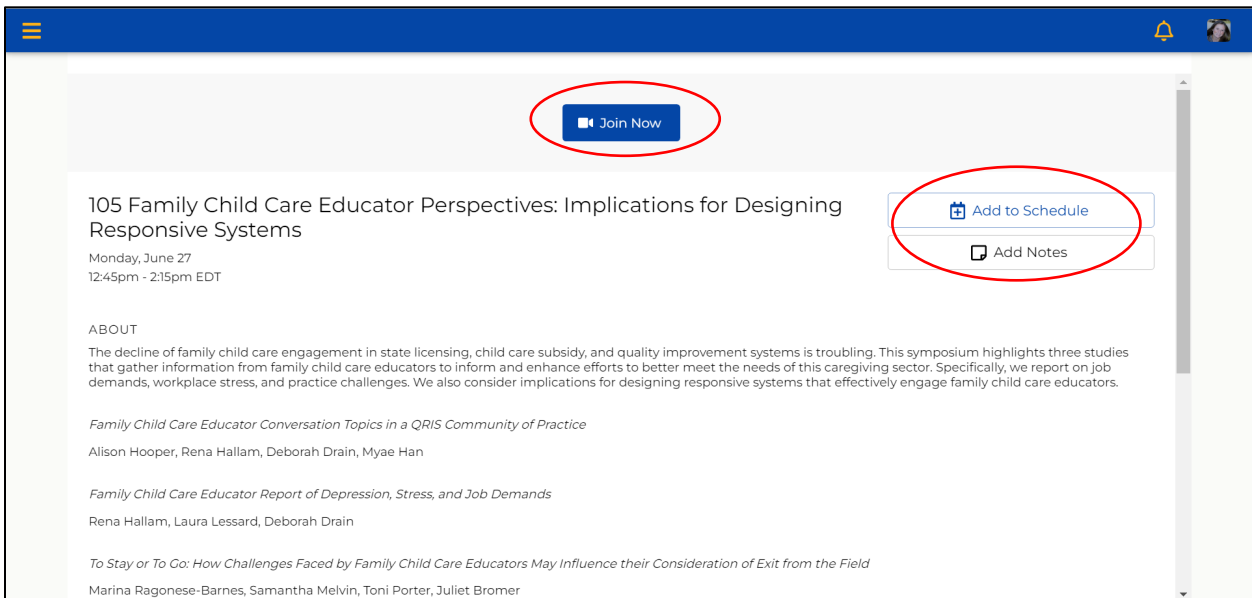 Join Now
105 Family Child Care Educator Perspectives: Implications for Designing
Responsive Systems
Add to Schedule
Monday, June 27
Add Notes
12:45pm - 2:15pm EDT
ABOUT
The decline of family child care engagement in state licensing, child care subsidy, and quality improvement systems is troubling. This symposium highlights three studies
that gather information from family child care educators to inform and enhance efforts to better meet the needs of this caregiving sector. Specifically, we report on job
demands, workplace stress, and practice challenges. We also consider implications for designing responsive systems that effectively engage family child care educators.
Family Child Care Educator Conversation Topics in a QRIS Community of Practice
Alison Hooper, Rena Hallam, Deborah Drain, Myae Han
Family Child Care Educator Report of Depression, Stress, and Job Demands
Rena Hallam, Laura Lessard, Deborah Drain
To Stay or To Go: How Challenges Faced by Family Child Care Educators May Influence their Consideration of Exit from the Field
Marina Ragonese-Barnes, Samantha Melvin, Toni Porter, Juliet Bromer